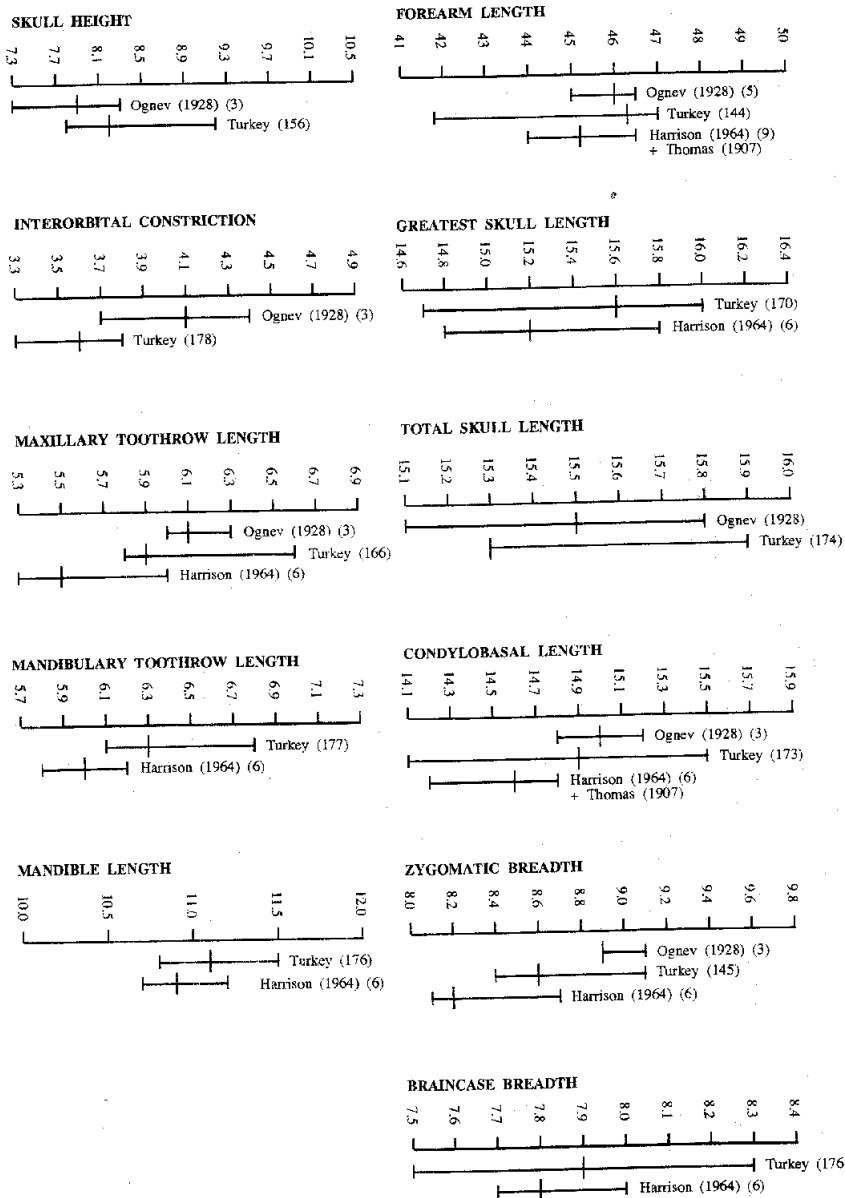 SKULL HEIGHT
7.3 7.7 8.1 8.5 8.9 9.3 9.7 10.1 10.5
Ognev (1928) (3)
Turkey (156)
INTERORBITAL CONSTRICTION
3.3 3.5 3.7 3.9 4.1 4.3 4.5 4.7 4.9
Ognev (1928) (3)
Turkey (178)
MAXILLARY TOOTHROW LENGTH
5.3 5.5 5.7 5.9 6.1 6.3 6.5 6.7 6.9
Ognev (1928) (3)
Turkey (166)
Harrison (1964) (6)
MANDIBULARY TOOTHROW LENGTH
5.7 5.9 6.1 6.3 6.5 6.7 6.9 7.1 7.3
Turkey (177)
Harrison (1964) (6)
MANDIBLE LENGTH
10.0 10.5 11.0 11.5 12.0
Turkey (176)
Harrison (1964) (6)
FOREARM LENGTH
41 42 43 44 45 46 47 48 49 50
Ognev (1928) (5)
Turkey (144)
Harrison (1964) (9)
+ Thomas (1907)
GREATEST SKULL LENGTH
14.6 14.8 15.0 15.2 15.4 15.6 15.8 16.0 16.2 16.4
Turkey (170)
Harrison (1964) (6)
TOTAL SKULL LENGTH
15.1 15.2 15.3 15.4 15.5 15.6 15.7 15.8 15.9 16.0
Ognev (1928)
Turkey (174)
CONDYLOBASAL LENGTH
14.1 14.3 14.5 14.7 14.9 15.1 15.3 15.5 15.7 15.9
Ognev (1928) (3)
Turkey (173)
Harrison (1964) (6)
+ Thomas (1907)
ZYGOMATIC BREADTH
8.0 8.2 8.4 8.6 8.8 9.0 9.2 9.4 9.6 9.8
Ognev (1928) (3)
Turkey (145)
Harrison (1964) (6)
BRAINCASE BREADTH
7.5 7.6 7.7 7.8 7.9 8.0 8.1 8.2 8.3 8.4
Turkey (176
Harrison (1964) (6)